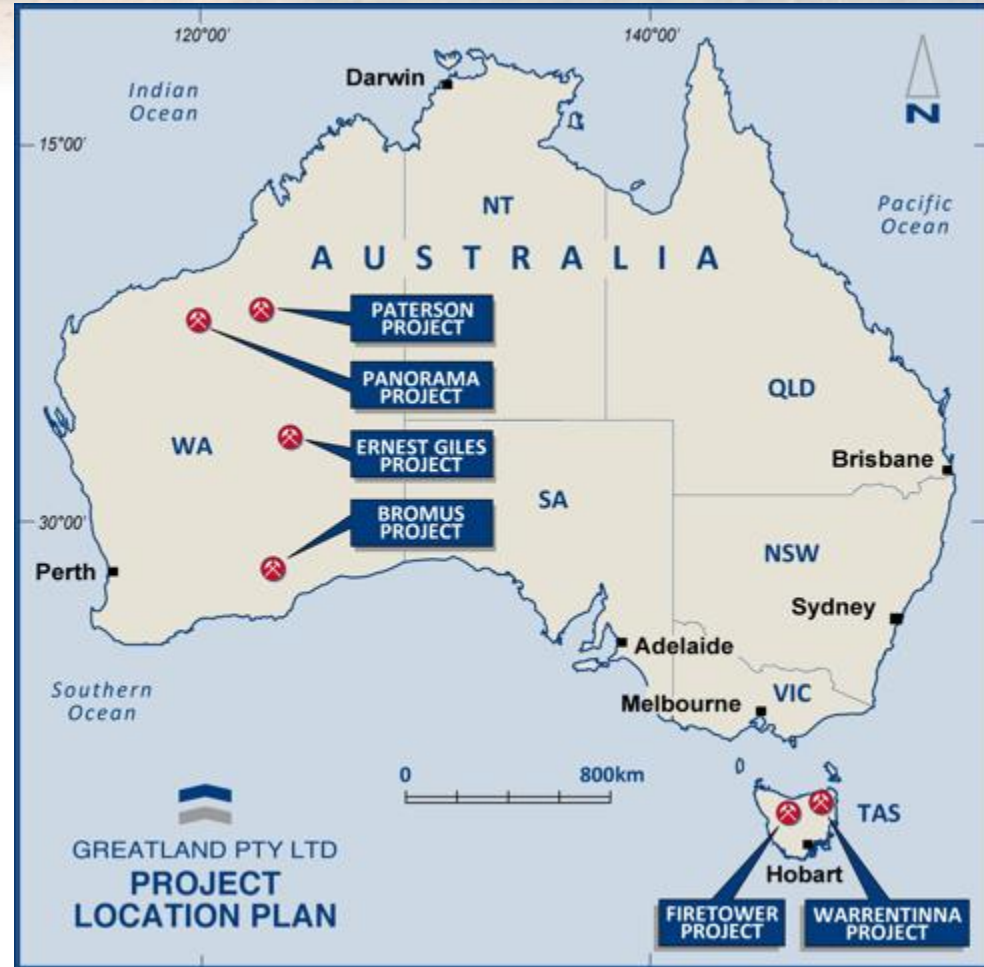 120°00'
140°00'
Darwin
Indian
Ocean
N
15°00'
NT
Pacific
Ocean
AUSTRALIA
PATERSON
PROJECT
PANORAMA
PROJECT
QLD
WA
ERNEST GILES
PROJECT
Brisbane
SA
BROMUS
PROJECT
30°00'
NSW
Perth
Sydney
Adelaide
Southern
Ocean
Melbourne
VIC
0
800km
TAS
GREATLAND PTY LTD
PROJECT
LOCATION PLAN
Hobart
FIRETOWER
PROJECT
WARRENTINNA
PROJECT